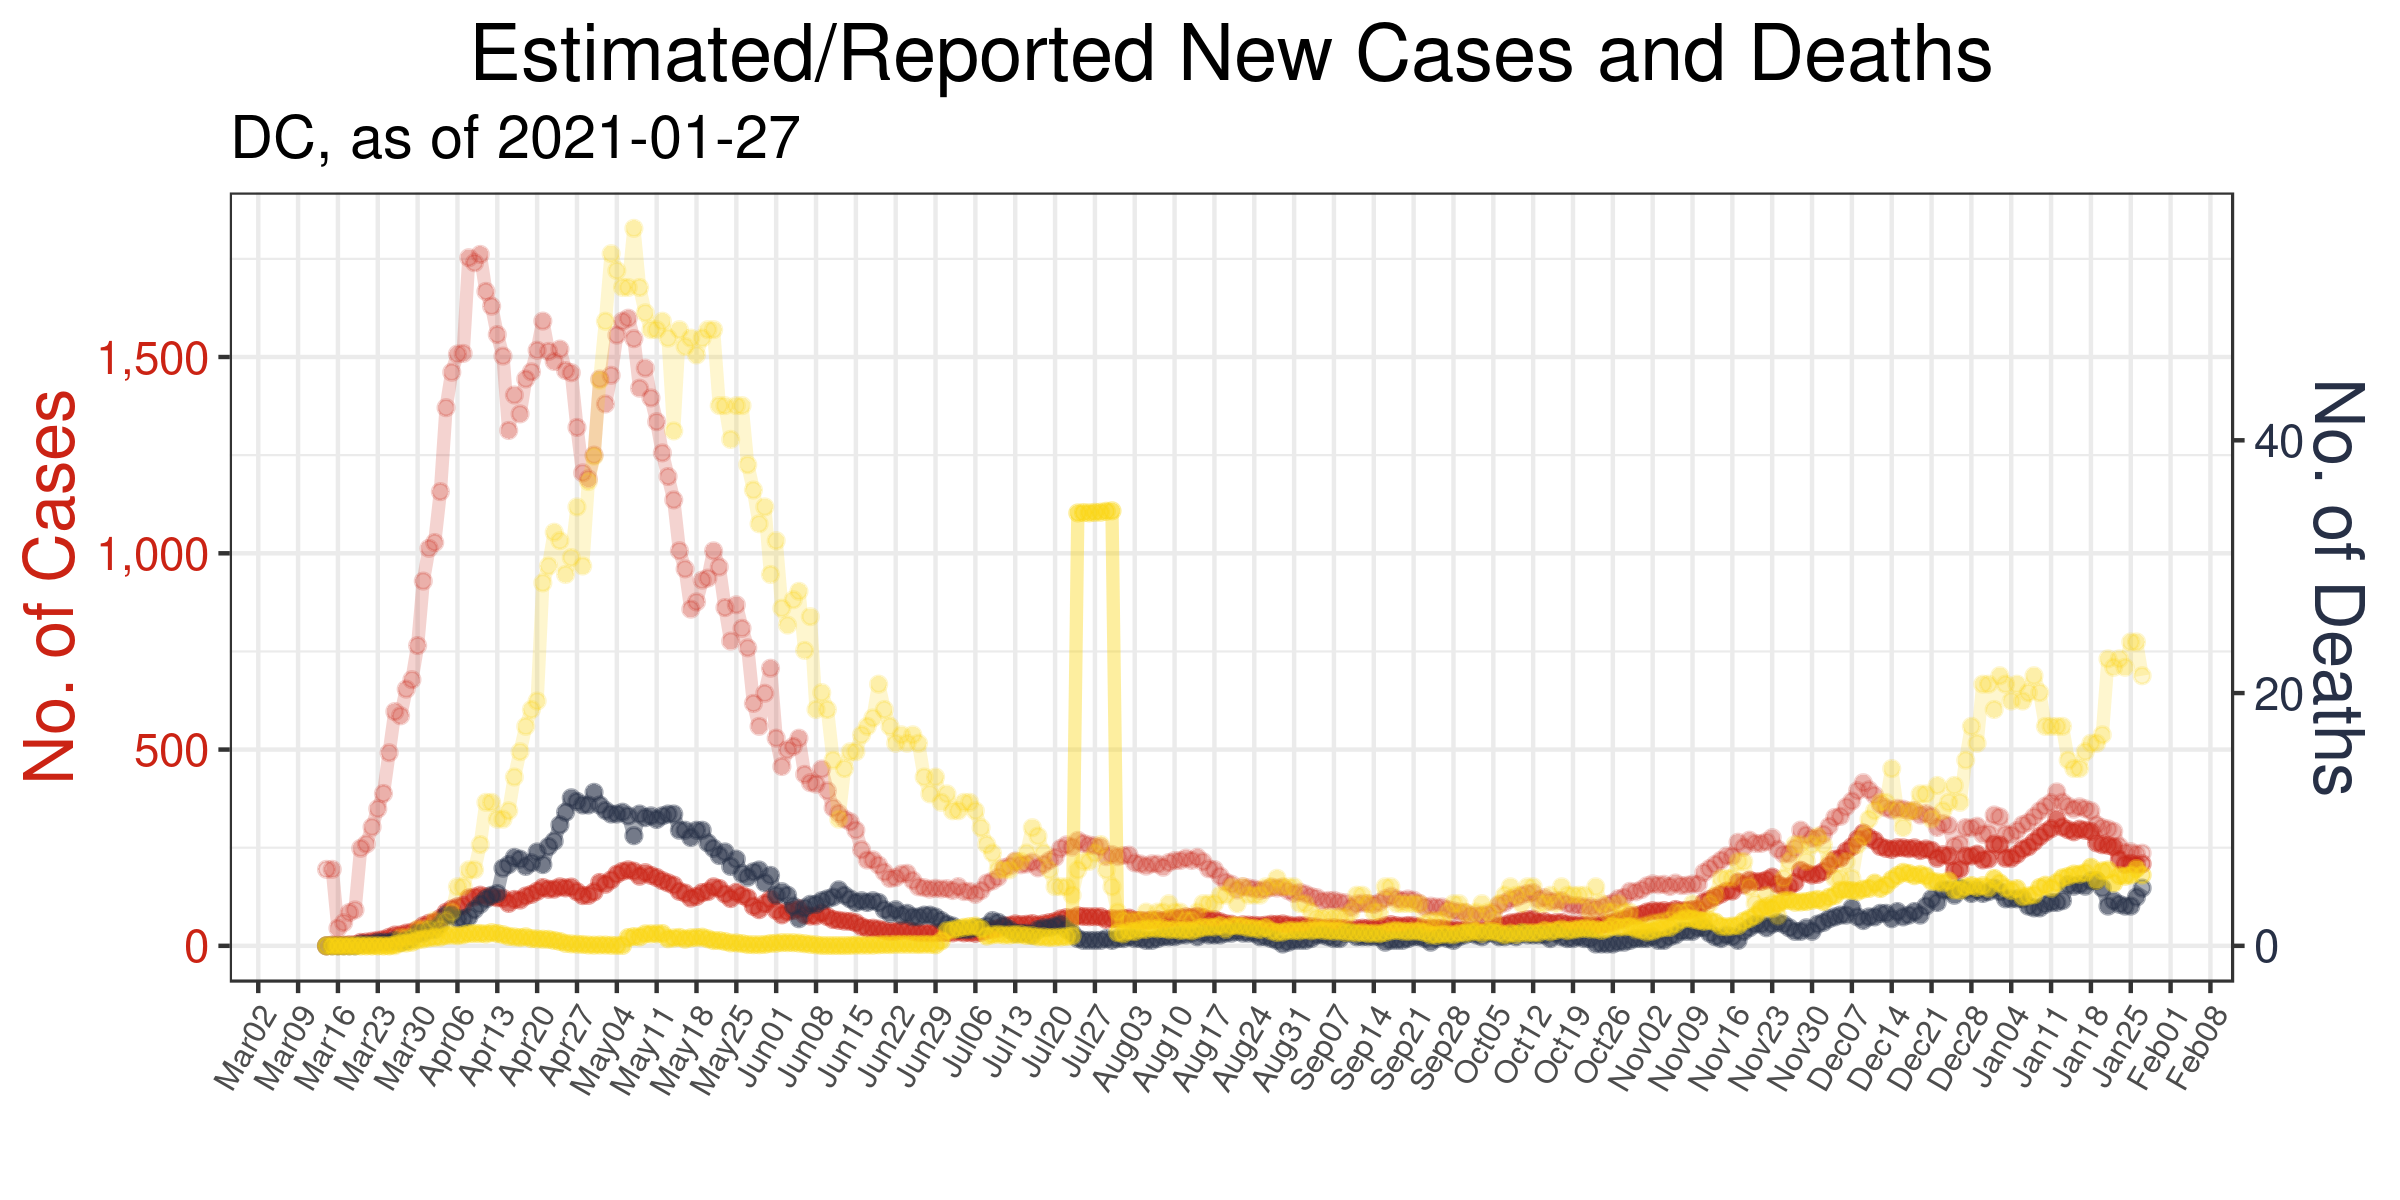 Estimated/Reported New Cases and Deaths
DC, as of 2021-01-27
No. of Cases
1,500
1,000
500
0
40
20
0
No. of Deaths
Mar02
Mar09
Mar16
Mar23
Mar30
Apr06
Apr13
Apr20
Apr27
May04
May11
May18
May25
Jun01
Jun08
Jun15
Jun22
Jun29
Jul06
Jul13
Jul20
Jul27
Aug03
Aug10
Aug17
Aug24
Aug31
Sep07
Sep14
Sep21
Sep28
Oct05
Oct12
Oct19
Oct26
Nov02
Nov09
Nov16
Nov23
Nov30
Dec07
Dec14
Dec21
Dec28
Jan04
Jan11
Jan18
Jan25
Feb01
Feb08